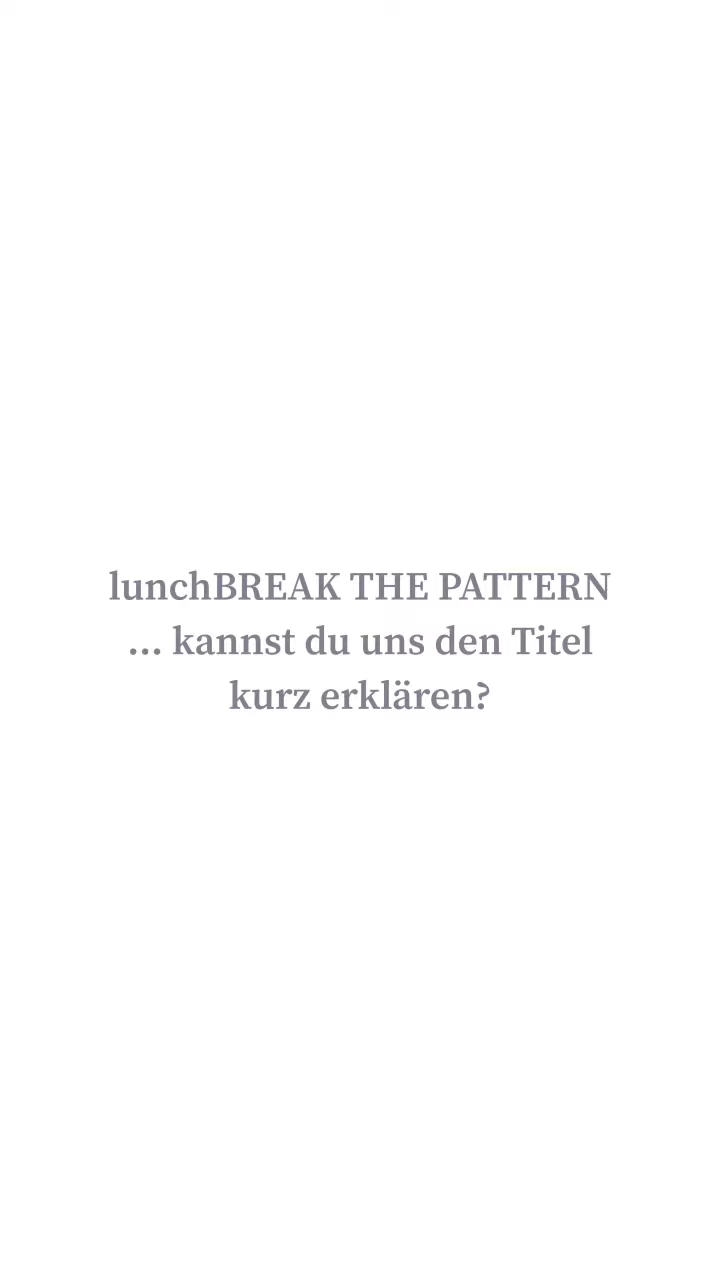 lunchBREAK THE PATTERN
... kannst du uns den Titel
kurz erklären?